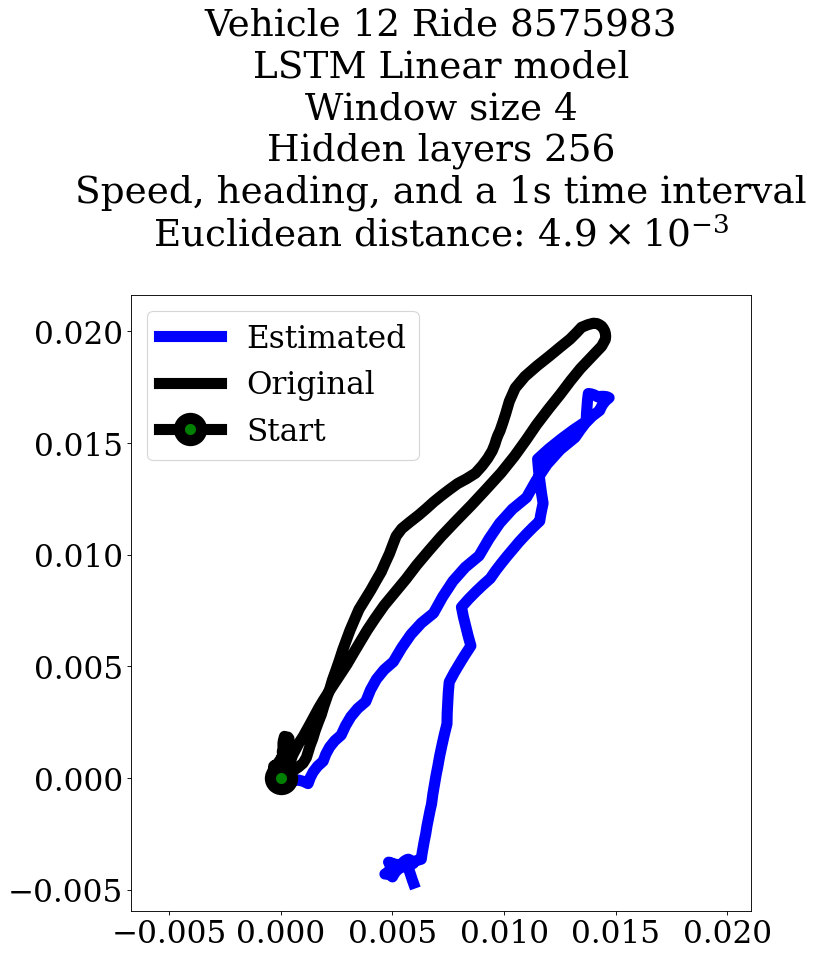 Vehicle 12 Ride 8575983
LSTM Linear model
Window size 4
Hidden layers 256
Speed, heading, and a 1s time interval
Euclidean distance: 4.9 × 10⁻³
Estimated
Original
Start
0.020
0.015
0.010
0.005
0.000
−0.005
−0.005 0.000 0.005 0.010 0.015 0.020